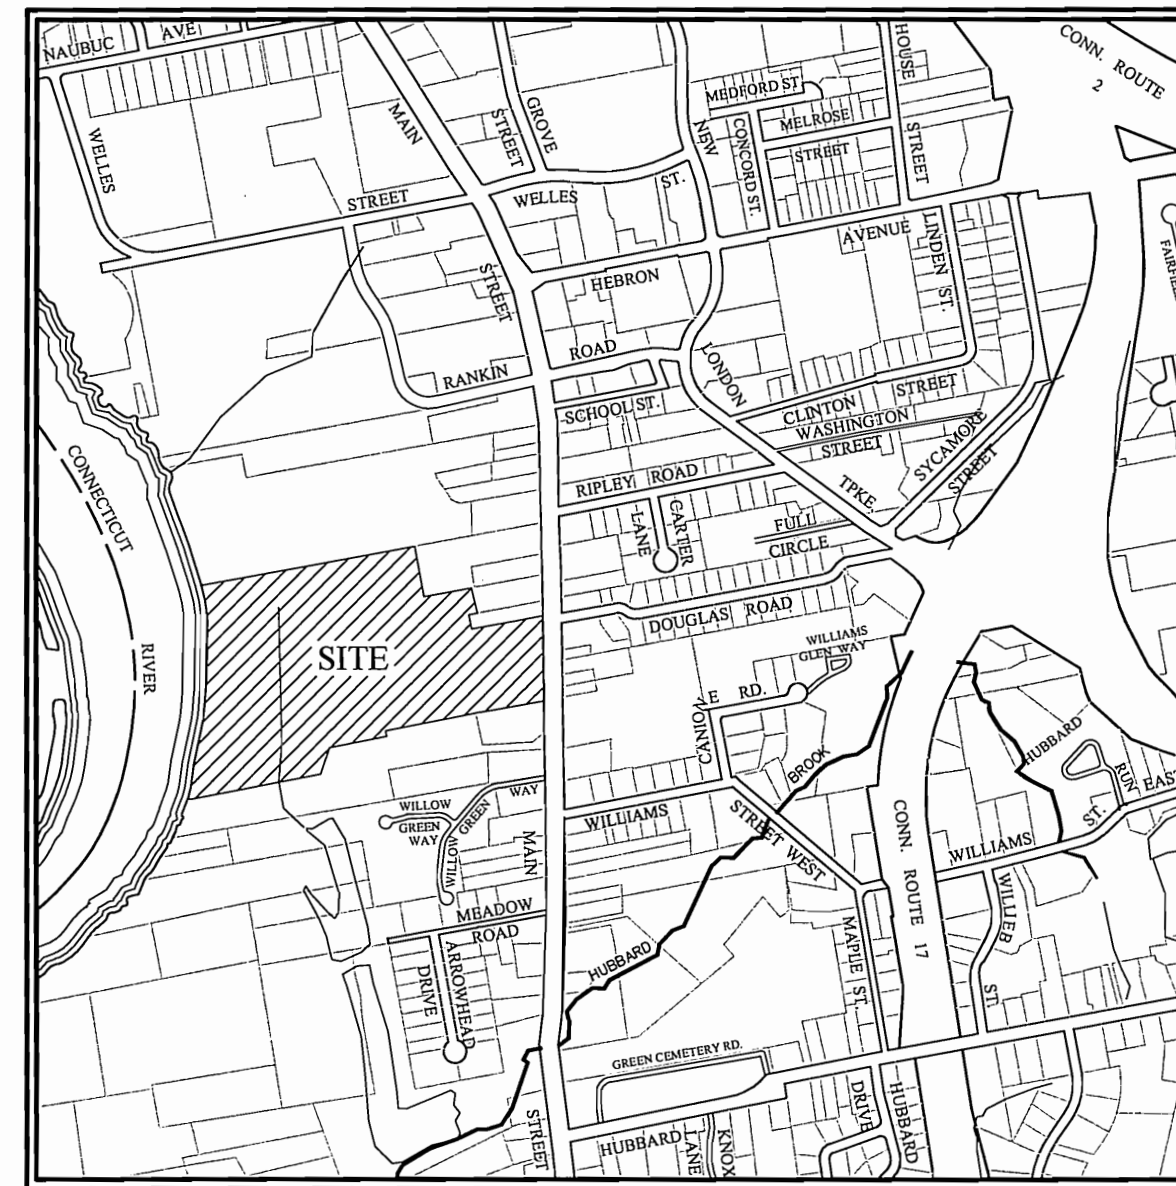 NAUBUC AVE
WELLES
STREET
MAIN
STREET
GROVE
STREET
WELLES
ST.
NEW
LONDON
TPKE.
MEDFORD ST.
CONCORD ST.
MELROSE
STREET
HOUSE
STREET
CONN. ROUTE
2
HEBRON
AVENUE
LINDEN ST.
RANKIN
ROAD
SCHOOL ST.
CLINTON
STREET
WASHINGTON
STREET
SYCAMORE
STREET
RIPLEY ROAD
CARTER
LANE
FULL
CIRCLE
DOUGLAS ROAD
CONNECTICUT
RIVER
SITE
WILLIAMS
GLEN WAY
CANIOE RD.
BROOK
HUBBARD
HUBBARD
RUN
EAST
WILLIAMS
ST.
WILLIAMS
STREET WEST
WILLOW
GREEN
WAY
WILLOW
GREEN
WAY
MAIN
MEADOW
ROAD
ARROWHEAD
DRIVE
CONN. ROUTE 17
MAPLE ST.
WILLIEB
ST.
GREEN CEMETERY RD.
STREET
HUBBARD
KNOX
LANE
DRIVE
HUBBARD